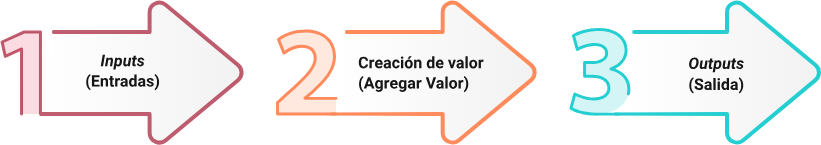 1
Inputs
(Entradas)
2
Creación de valor
(Agregar Valor)
3
Outputs
(Salida)